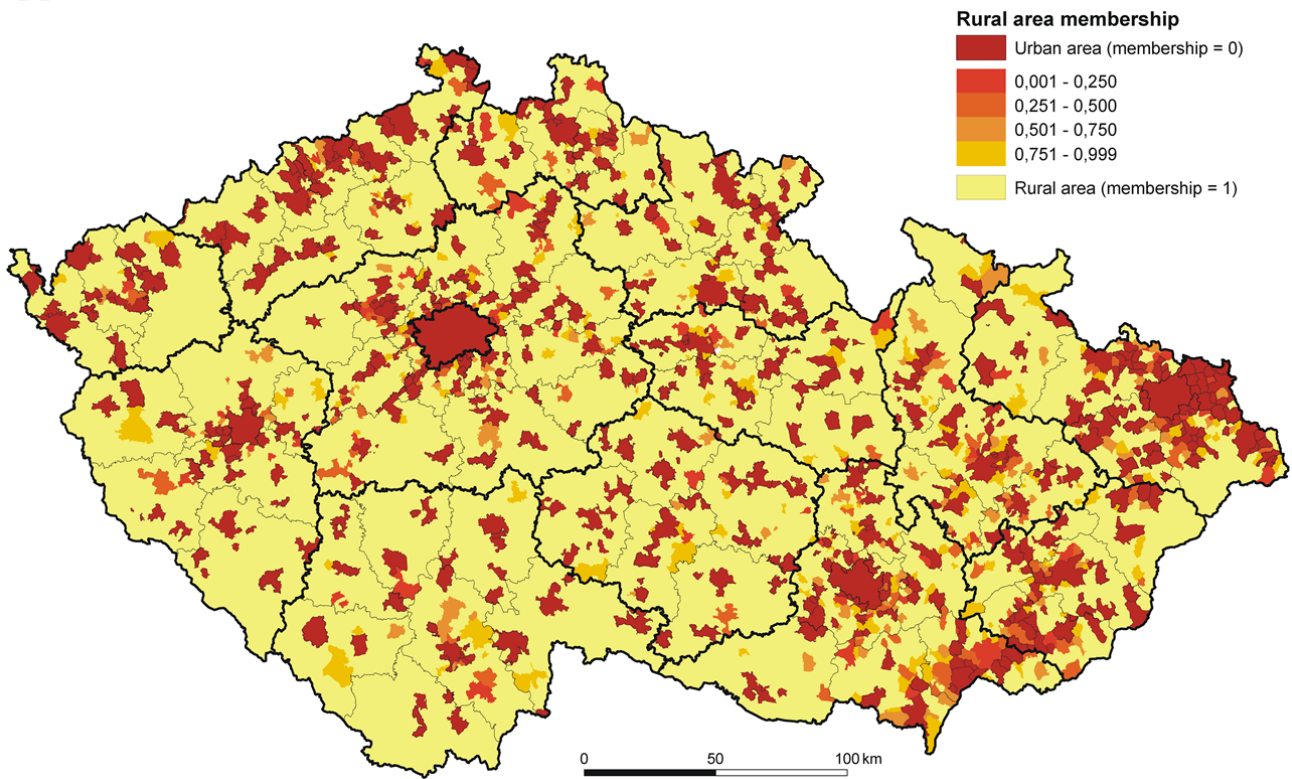 Rural area membership
Urban area (membership = 0)
0,001 - 0,250
0,251 - 0,500
0,501 - 0,750
0,751 - 0,999
Rural area (membership = 1)
0 50 100 km